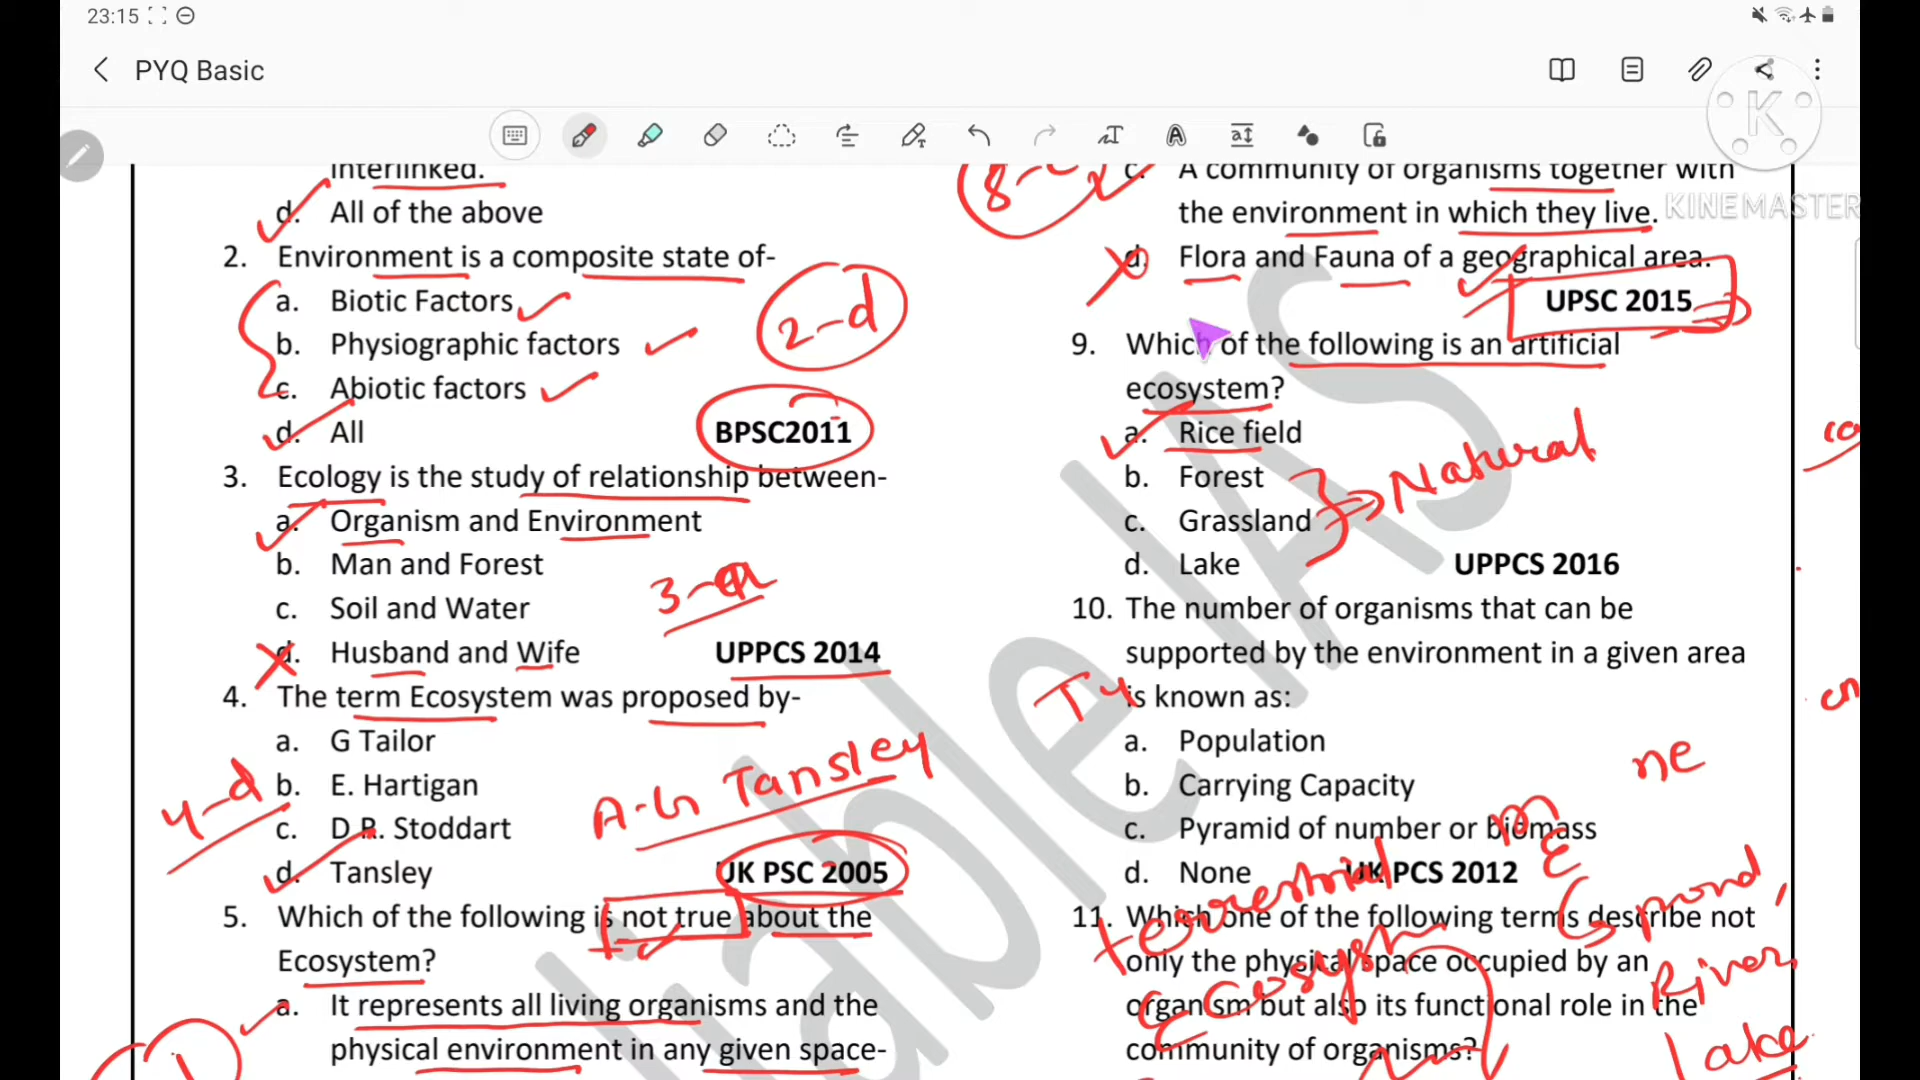 23:15
PYQ Basic
KINEMASTER
interlinked.
d. All of the above
2. Environment is a composite state of-
a. Biotic Factors
b. Physiographic factors
c. Abiotic factors
d. All BPSC2011
2-d
3. Ecology is the study of relationship between-
a. Organism and Environment
b. Man and Forest
c. Soil and Water
d. Husband and Wife UPPCS 2014
3-a
4. The term Ecosystem was proposed by-
a. G Tailor
b. E. Hartigan
c. D.R. Stoddart
d. Tansley UK PSC 2005
4-d
A-G Tansley
5. Which of the following is not true about the
Ecosystem?
a. It represents all living organisms and the
physical environment in any given space-
8-c
c. A community of organisms together with
the environment in which they live.
d. Flora and Fauna of a geographical area.
UPSC 2015
9. Which of the following is an artificial
ecosystem?
a. Rice field
b. Forest
c. Grassland
d. Lake UPPCS 2016
Natural
10. The number of organisms that can be
supported by the environment in a given area
is known as:
a. Population
b. Carrying Capacity
c. Pyramid of number or biomass
d. None UK PCS 2012
11. Which one of the following terms describe not
only the physical space occupied by an
organism but also its functional role in the
community of organisms?
terrestrial
Ecosystem
pond,
River,
lake
able IAS